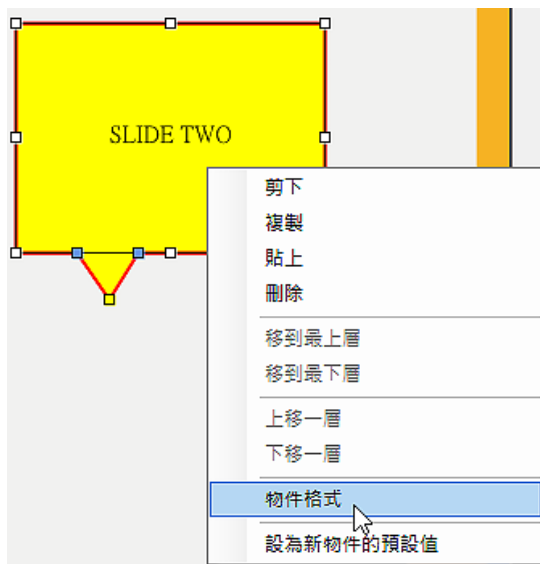 SLIDE TWO
剪下
複製
貼上
刪除
移到最上層
移到最下層
上移一層
下移一層
物件格式
設為新物件的預設值